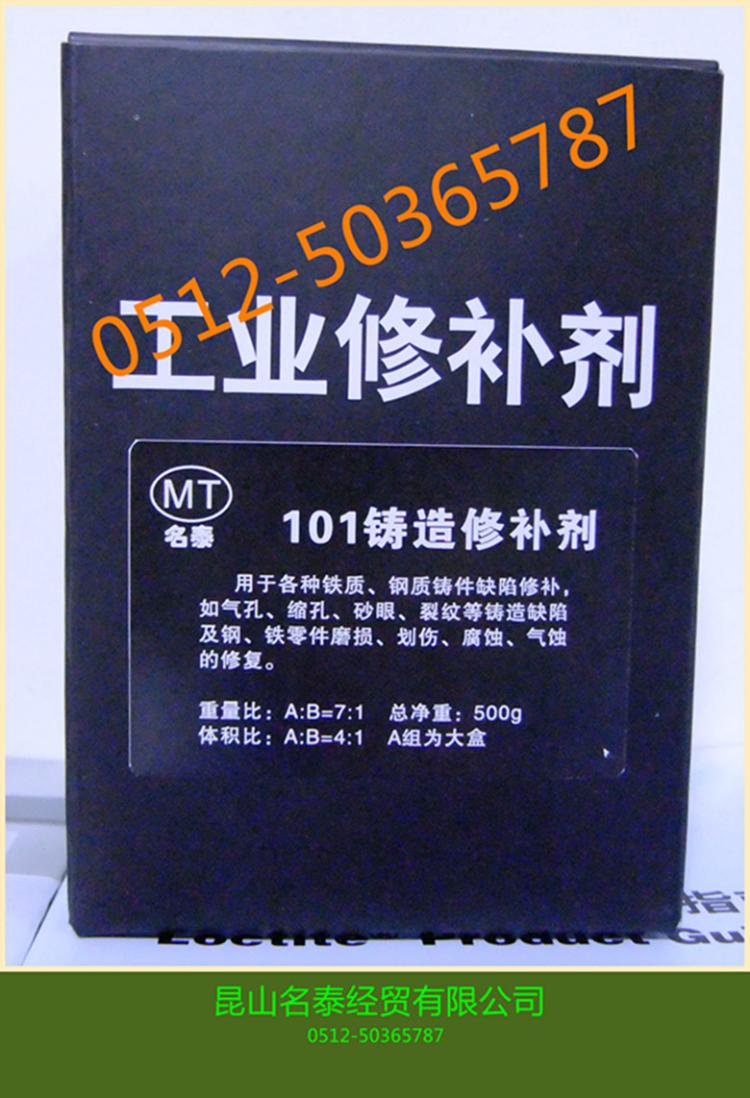 0512-50365787
工业修补剂
MT
名泰
101铸造修补剂
用于各种铁质、钢质铸件缺陷修补,
如气孔、缩孔、砂眼、裂纹等铸造缺陷
及钢、铁零件磨损、划伤、腐蚀、气蚀
的修复。
重量比：A:B=7:1 总净重：500g
体积比：A:B=4:1 A组为大盒
Loctite Product Gu
昆山名泰经贸有限公司
0512-50365787